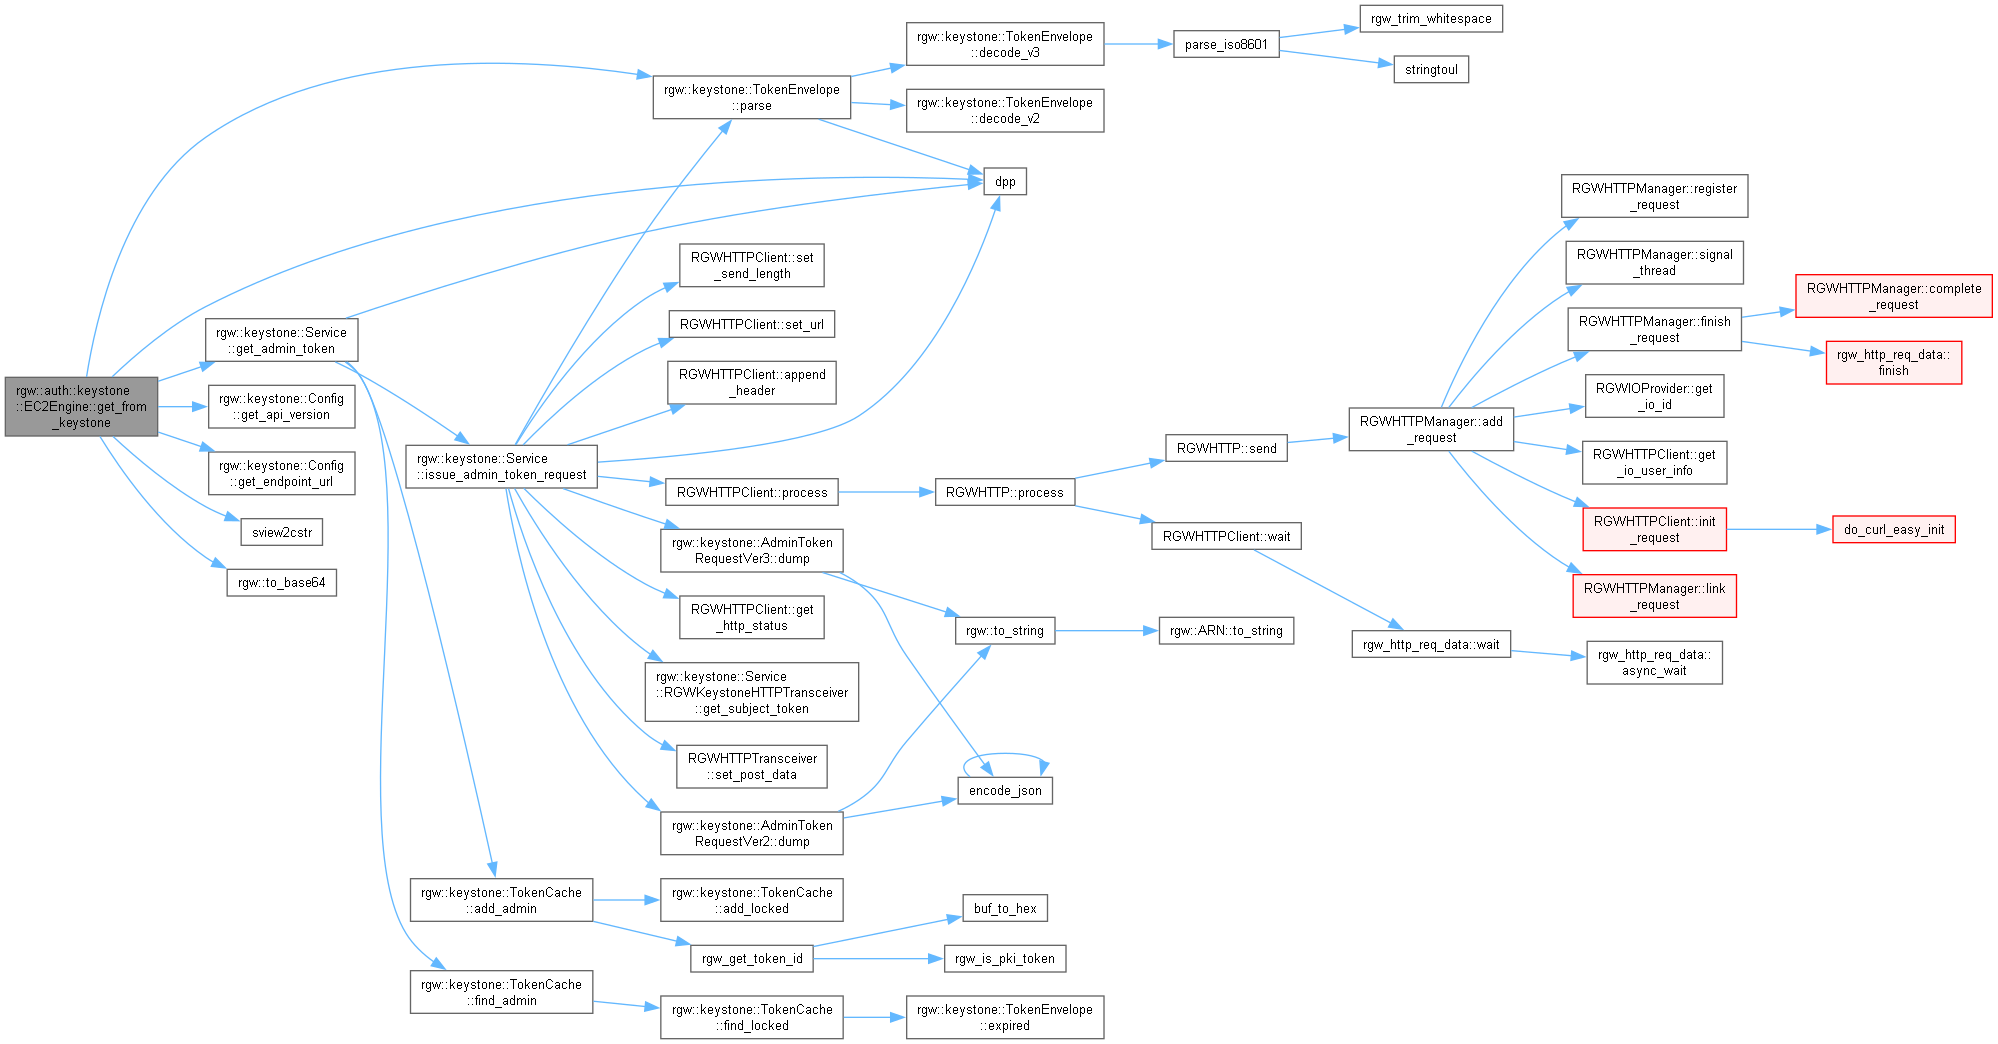 rgw::auth::keystone
::EC2Engine::get_from
_keystone
rgw::keystone::Service
::get_admin_token
rgw::keystone::Config
::get_api_version
rgw::keystone::Config
::get_endpoint_url
sview2cstr
rgw::to_base64
rgw::keystone::Service
::issue_admin_token_request
rgw::keystone::TokenCache
::add_admin
rgw::keystone::TokenCache
::find_admin
rgw::keystone::TokenEnvelope
::parse
RGWHTTPClient::set
_send_length
RGWHTTPClient::set_url
RGWHTTPClient::append
_header
RGWHTTPClient::process
rgw::keystone::AdminToken
RequestVer3::dump
RGWHTTPClient::get
_http_status
rgw::keystone::Service
::RGWKeystoneHTTPTransceiver
::get_subject_token
RGWHTTPTransceiver
::set_post_data
rgw::keystone::AdminToken
RequestVer2::dump
rgw::keystone::TokenCache
::add_locked
rgw_get_token_id
rgw::keystone::TokenCache
::find_locked
rgw::keystone::TokenEnvelope
::decode_v3
rgw::keystone::TokenEnvelope
::decode_v2
dpp
RGWHTTP::process
rgw::to_string
encode_json
buf_to_hex
rgw_is_pki_token
rgw::keystone::TokenEnvelope
::expired
parse_iso8601
RGWHTTP::send
RGWHTTPClient::wait
rgw::ARN::to_string
rgw_trim_whitespace
stringtoul
RGWHTTPManager::add
_request
rgw_http_req_data::wait
RGWHTTPManager::register
_request
RGWHTTPManager::signal
_thread
RGWHTTPManager::finish
_request
RGWIOProvider::get
_io_id
RGWHTTPClient::get
_io_user_info
RGWHTTPClient::init
_request
RGWHTTPManager::link
_request
rgw_http_req_data::
async_wait
RGWHTTPManager::complete
_request
rgw_http_req_data::
finish
do_curl_easy_init